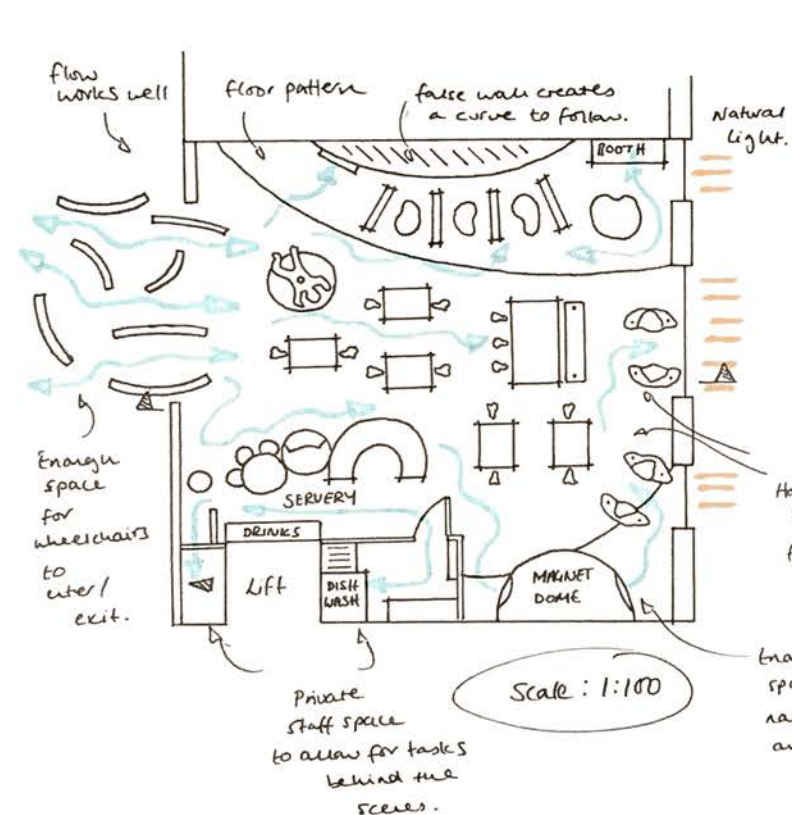 flow
works well
floor pattern
false wall creates
a curve to follow.
Natural
Light.
BOOTH
Enough
space
for
wheelchairs
to
enter/
exit.
SERVERY
DRINKS
Lift
DISH
WASH
MAGNET
DOME
Private
staff space
to allow for tasks
behind the
scenes.
Scale : 1:100